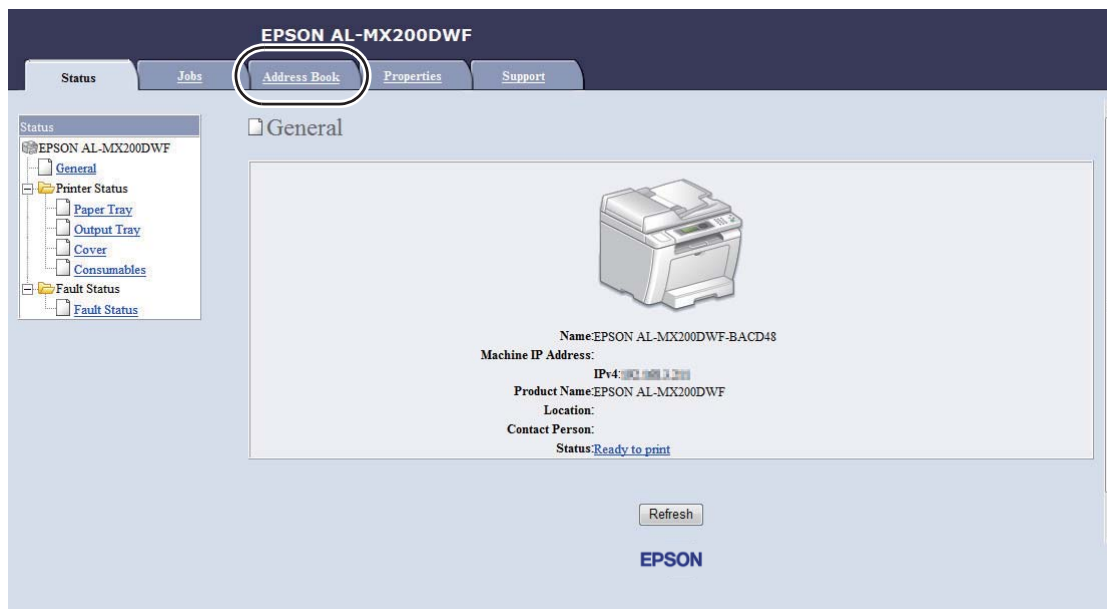 EPSON AL-MX200DWF
Status Jobs Address Book Properties Support
Status
EPSON AL-MX200DWF
General
Printer Status
Paper Tray
Output Tray
Cover
Consumables
Fault Status
Fault Status
General
Name:EPSON AL-MX200DWF-BACD48
Machine IP Address:
IPv4:
Product Name:EPSON AL-MX200DWF
Location:
Contact Person:
Status:Ready to print
Refresh
EPSON